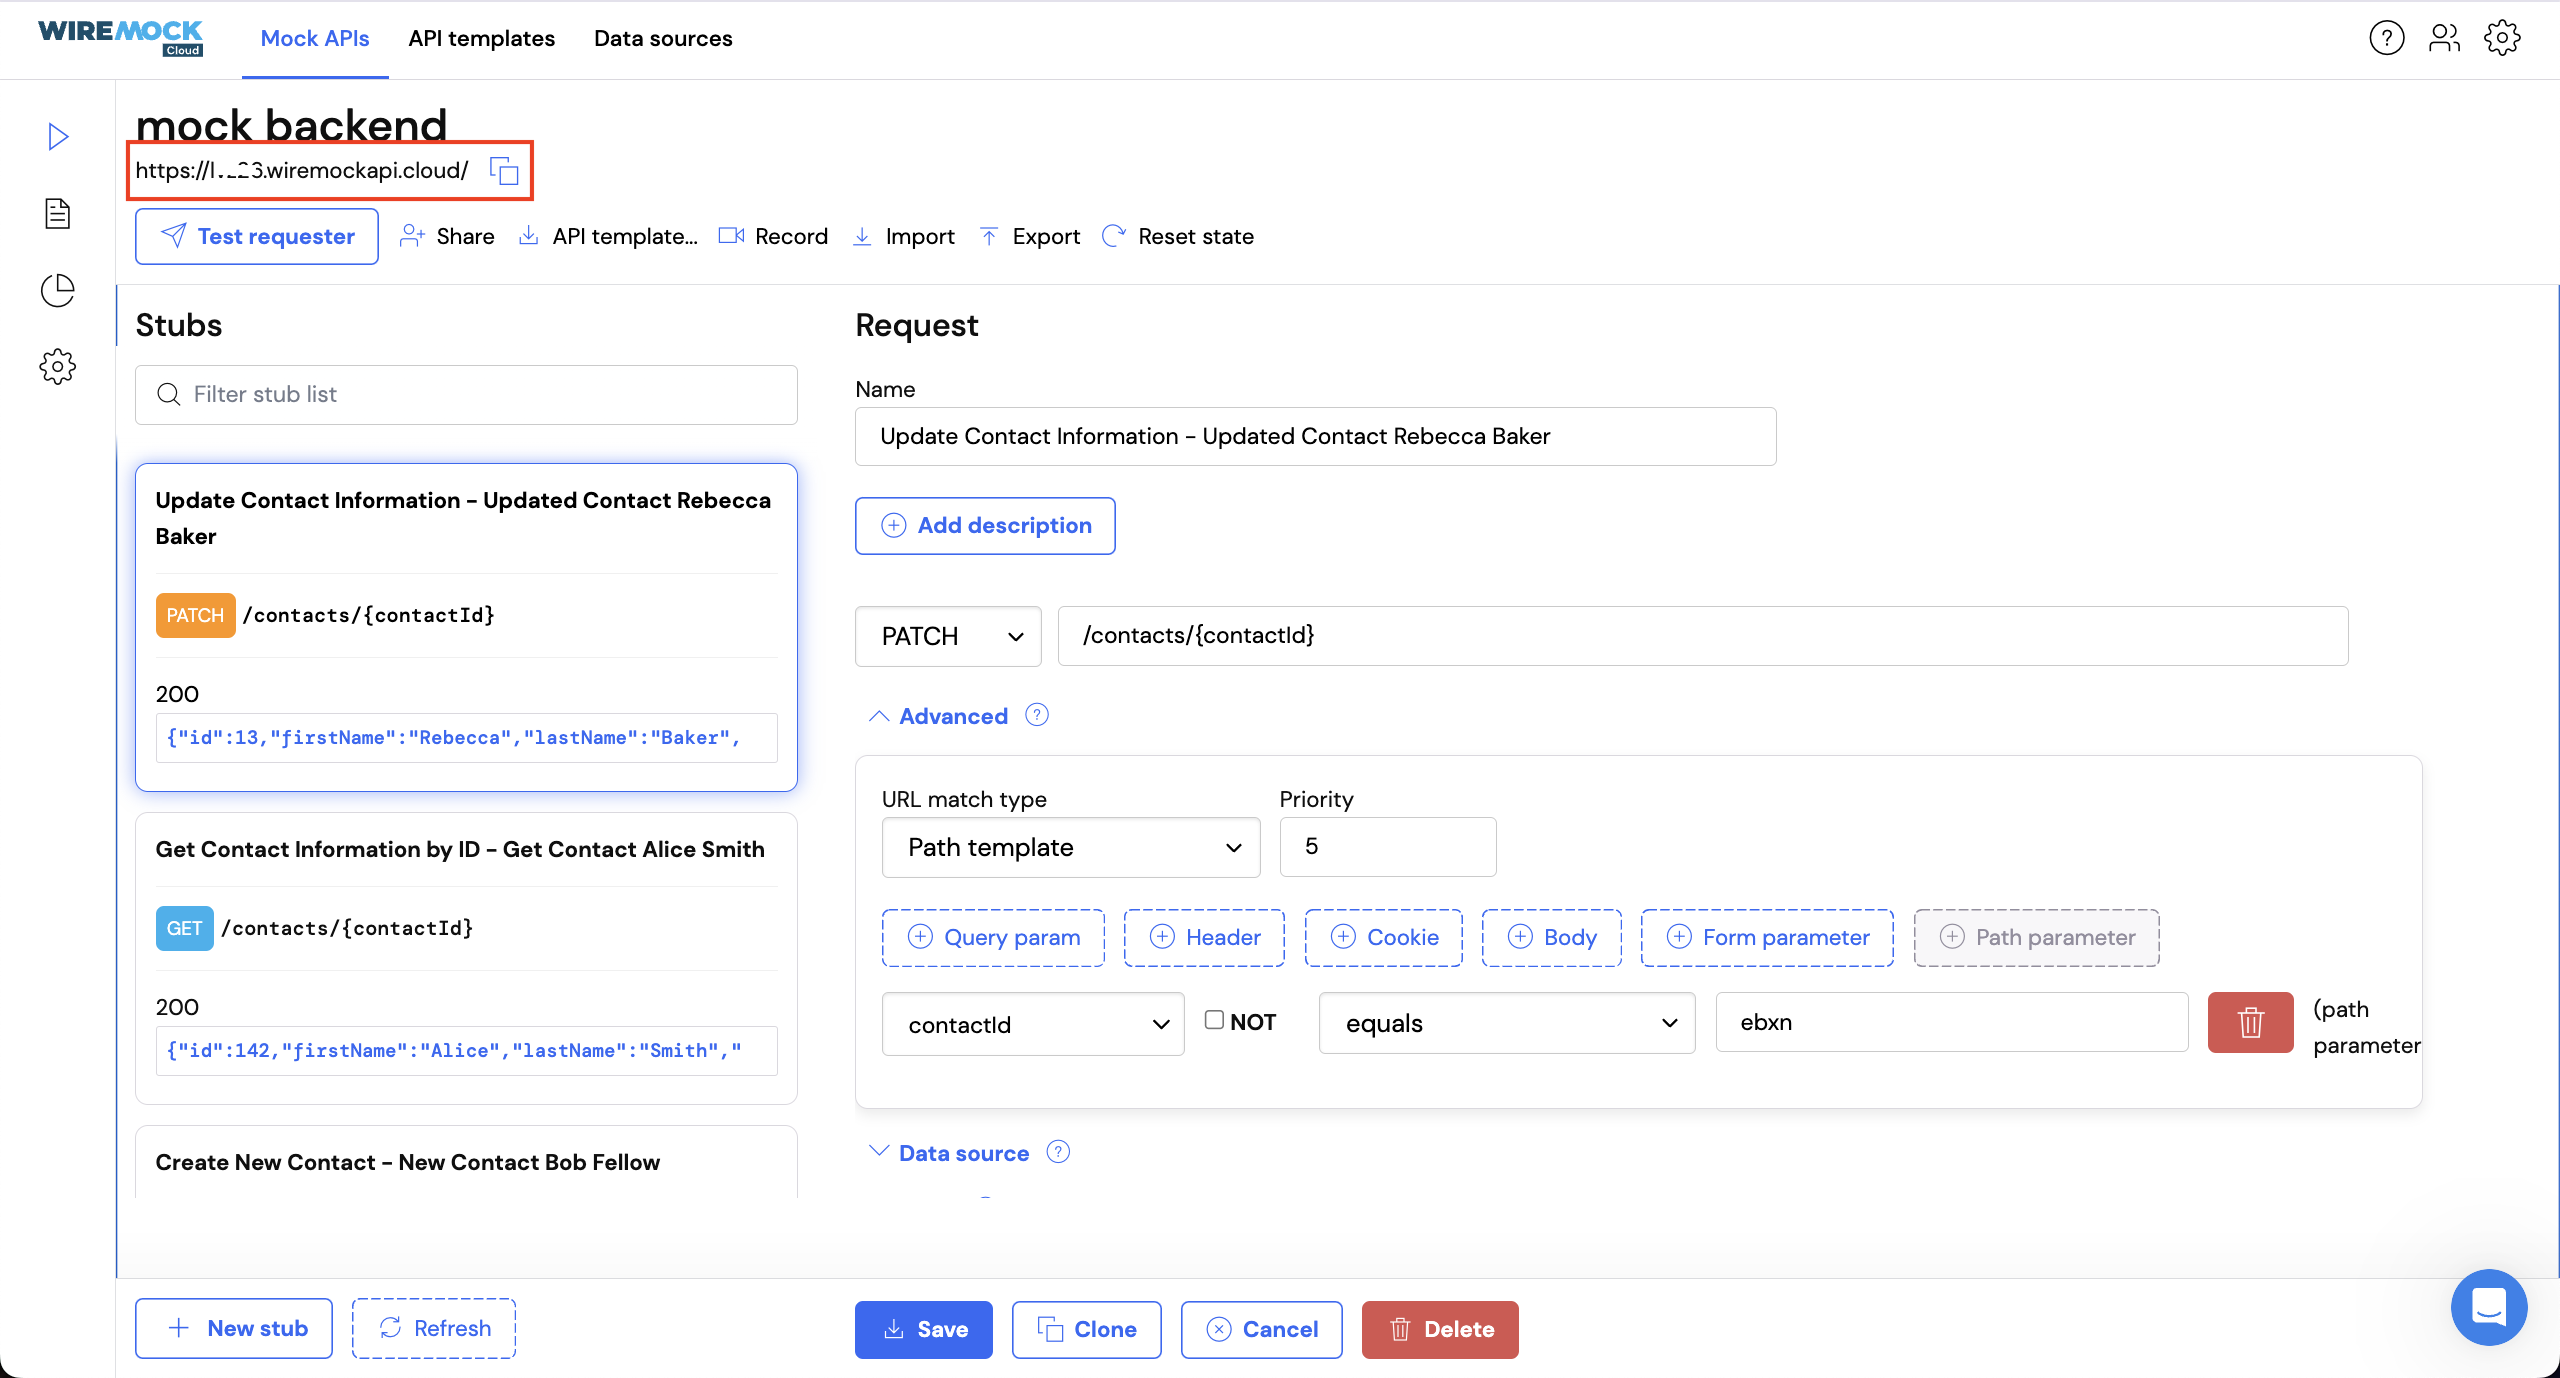 WIREMOCK Cloud Mock APIs API templates Data sources
mock backend
.wiremockapi.cloud/
Test requester Share API template... Record Import Export Reset state
Stubs
Filter stub list
Update Contact Information - Updated Contact Rebecca
Baker
PATCH /contacts/{contactId}
200
{"id":13,"firstName":"Rebecca","lastName":"Baker",
Get Contact Information by ID - Get Contact Alice Smith
GET /contacts/{contactId}
200
{"id":142,"firstName":"Alice","lastName":"Smith","
Create New Contact - New Contact Bob Fellow
New stub Refresh
Request
Name
Update Contact Information - Updated Contact Rebecca Baker
Add description
PATCH /contacts/{contactId}
Advanced ?
URL match type Priority
Path template 5
Query param Header Cookie Body Form parameter Path parameter
contactId NOT equals ebxn (path
parameter
Data source ?
Save Clone Cancel Delete